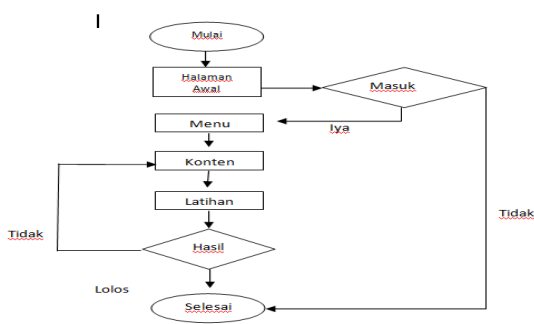 Mulai
Halaman
Awal
Masuk
Menu
Iya
Konten
Latihan
Tidak
Tidak
Hasil
Lolos
Selesai